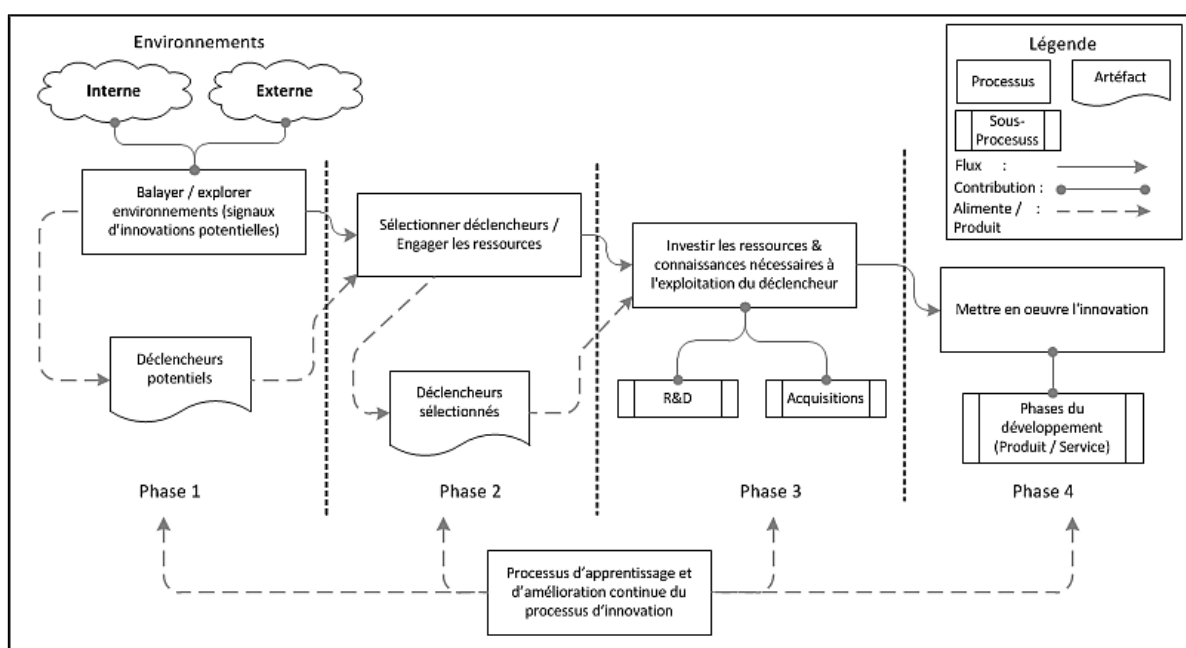 Environnements
Interne
Externe
Balayer / explorer
environnements (signaux
d'innovations potentielles)
Déclencheurs
potentiels
Phase 1
Sélectionner déclencheurs /
Engager les ressources
Déclencheurs
sélectionnés
Phase 2
Investir les ressources &
connaissances nécessaires à
l'exploitation du déclencheur
R&D
Acquisitions
Phase 3
Légende
Processus
Artéfact
Sous-
Procesuss
Flux :
Contribution :
Alimente / :
Produit
Mettre en oeuvre l'innovation
Phases du
développement
(Produit / Service)
Phase 4
Processus d'apprentissage et
d'amélioration continue du
processus d'innovation